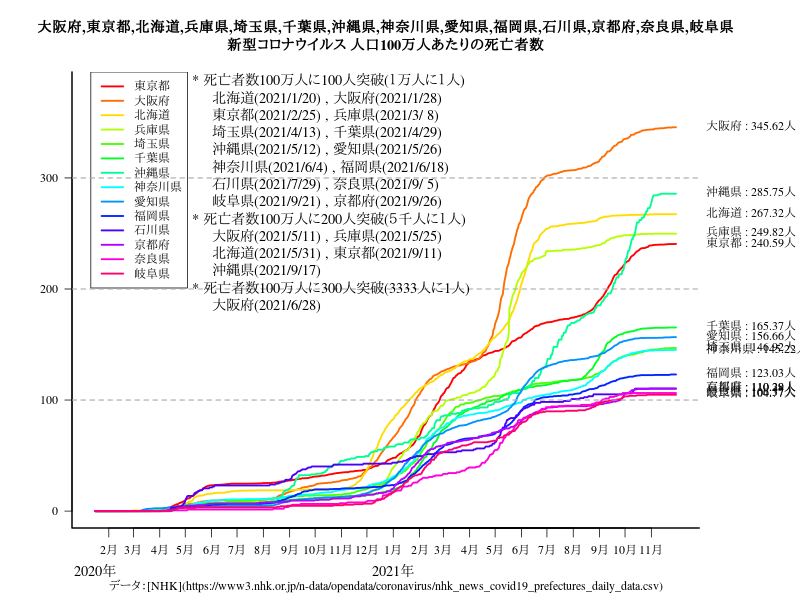 大阪府,東京都,北海道,兵庫県,埼玉県,千葉県,沖縄県,神奈川県,愛知県,福岡県,石川県,京都府,奈良県,岐阜県
新型コロナウイルス 人口100万人あたりの死亡者数
東京都
大阪府
北海道
兵庫県
埼玉県
千葉県
沖縄県
神奈川県
愛知県
福岡県
石川県
京都府
奈良県
岐阜県
* 死亡者数100万人に100人突破(1万人に1人)
北海道(2021/1/20) , 大阪府(2021/1/28)
東京都(2021/2/25) , 兵庫県(2021/3/ 8)
埼玉県(2021/4/13) , 千葉県(2021/4/29)
沖縄県(2021/5/12) , 愛知県(2021/5/26)
神奈川県(2021/6/4) , 福岡県(2021/6/18)
石川県(2021/7/29) , 奈良県(2021/9/ 5)
岐阜県(2021/9/21) , 京都府(2021/9/26)
* 死亡者数100万人に200人突破(5千人に1人)
大阪府(2021/5/11) , 兵庫県(2021/5/25)
北海道(2021/5/31) , 東京都(2021/9/11)
沖縄県(2021/9/17)
* 死亡者数100万人に300人突破(3333人に1人)
大阪府(2021/6/28)
300
200
100
0
大阪府 : 345.62人
沖縄県 : 285.75人
北海道 : 267.32人
兵庫県 : 249.82人
東京都 : 240.59人
千葉県 : 165.37人
愛知県 : 156.66人
埼玉県 : 146.92人
神奈川県 : 145.22人
福岡県 : 123.03人
岐阜県 : 104.37人
2月 3月 4月 5月 6月 7月 8月 9月 10月 11月 12月 1月 2月 3月 4月 5月 6月 7月 8月 9月 10月 11月
2020年 2021年
データ：[NHK](https://www3.nhk.or.jp/n-data/opendata/coronavirus/nhk_news_covid19_prefectures_daily_data.csv)